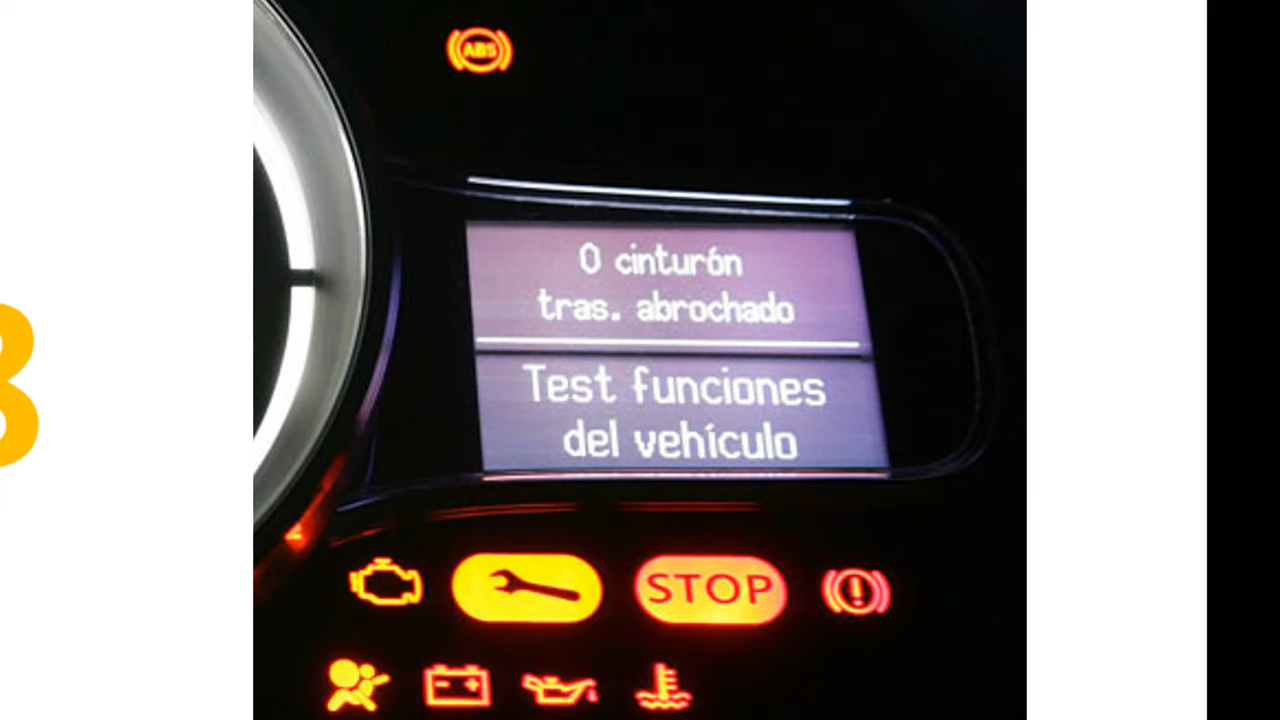 ABS
0 cinturón
tras. abrochado
Test funciones
del vehículo
STOP